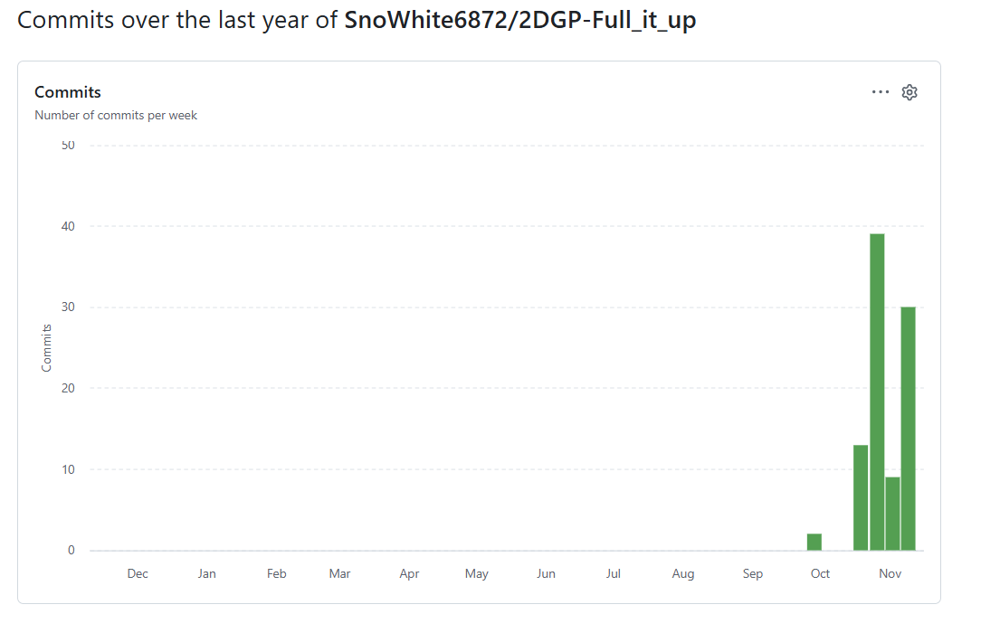 Commits over the last year of SnoWhite6872/2DGP-Full_it_up
Commits
Number of commits per week
50
40
30
20
10
0
Commits
Dec Jan Feb Mar Apr May Jun Jul Aug Sep Oct Nov